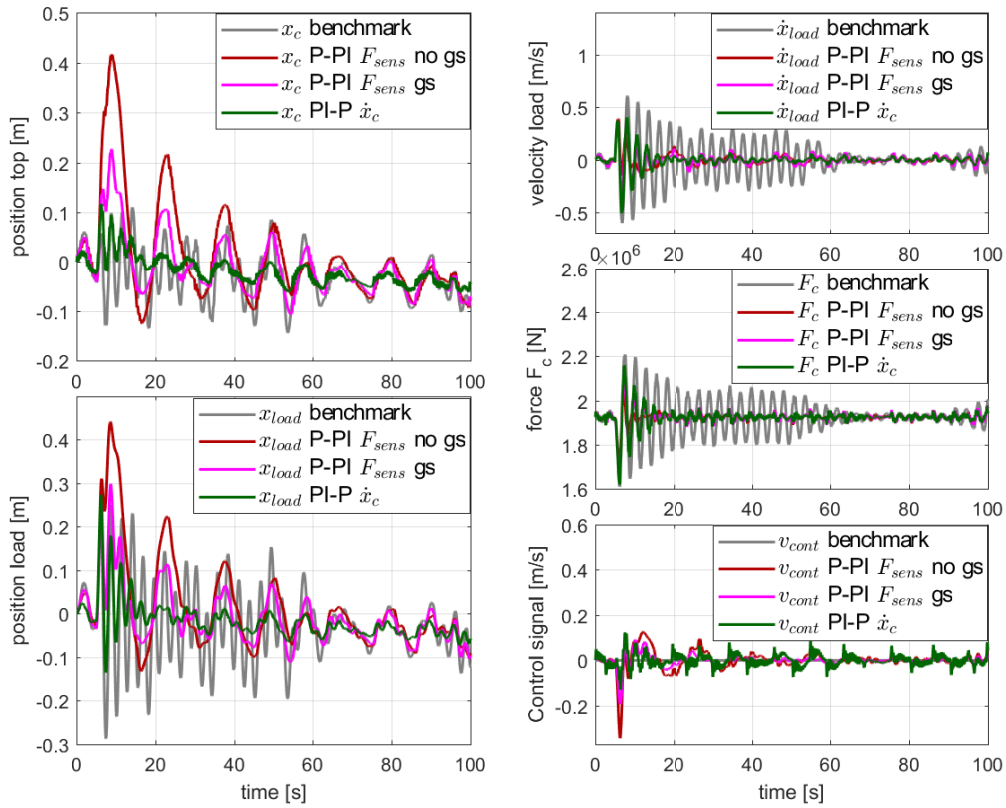 0.5
0.4
0.3
0.2
0.1
0
-0.1
-0.2
position top [m]
x_c benchmark
x_c P-PI F_sens no gs
x_c P-PI F_sens gs
x_c PI-P ẋ_c
0 20 40 60 80 100
0.4
0.3
0.2
0.1
0
-0.1
-0.2
-0.3
position load [m]
x_load benchmark
x_load P-PI F_sens no gs
x_load P-PI F_sens gs
x_load PI-P ẋ_c
0 20 40 60 80 100
time [s]
1
0.5
0
-0.5
velocity load [m/s]
ẋ_load benchmark
ẋ_load P-PI F_sens no gs
ẋ_load P-PI F_sens gs
ẋ_load PI-P ẋ_c
0 20 40 60 80 100
×10^6
2.6
2.4
2.2
2
1.8
1.6
force F_c [N]
F_c benchmark
F_c P-PI F_sens no gs
F_c P-PI F_sens gs
F_c PI-P ẋ_c
0 20 40 60 80 100
0.6
0.4
0.2
0
-0.2
Control signal [m/s]
v_cont benchmark
v_cont P-PI F_sens no gs
v_cont P-PI F_sens gs
v_cont PI-P ẋ_c
0 20 40 60 80 100
time [s]